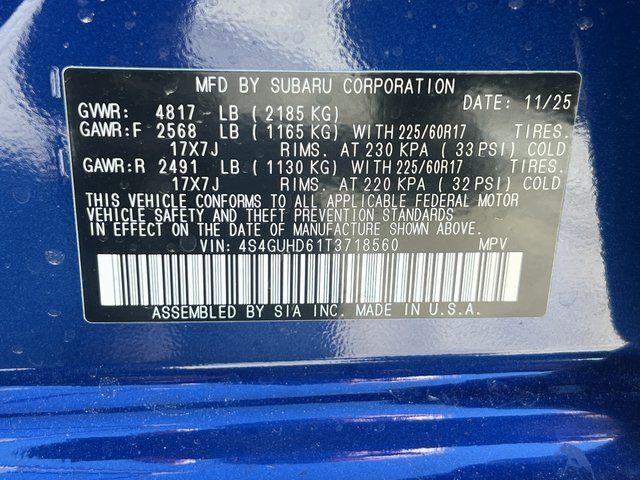 MFD BY SUBARU CORPORATION
DATE: 11/25
GVWR: 4817 LB ( 2185 KG)
GAWR:F 2568 LB ( 1165 KG) WITH 225/60R17 TIRES.
17X7J RIMS. AT 230 KPA ( 33 PSI) COLD
GAWR:R 2491 LB ( 1130 KG) WITH 225/60R17 TIRES.
17X7J RIMS. AT 220 KPA ( 32 PSI) COLD
THIS VEHICLE CONFORMS TO ALL APPLICABLE FEDERAL MOTOR
VEHICLE SAFETY AND THEFT PREVENTION STANDARDS
IN EFFECT ON THE DATE OF MANUFACTURE SHOWN ABOVE.
VIN: 4S4GUHD61T3718560 MPV
ASSEMBLED BY SIA INC. MADE IN U.S.A.